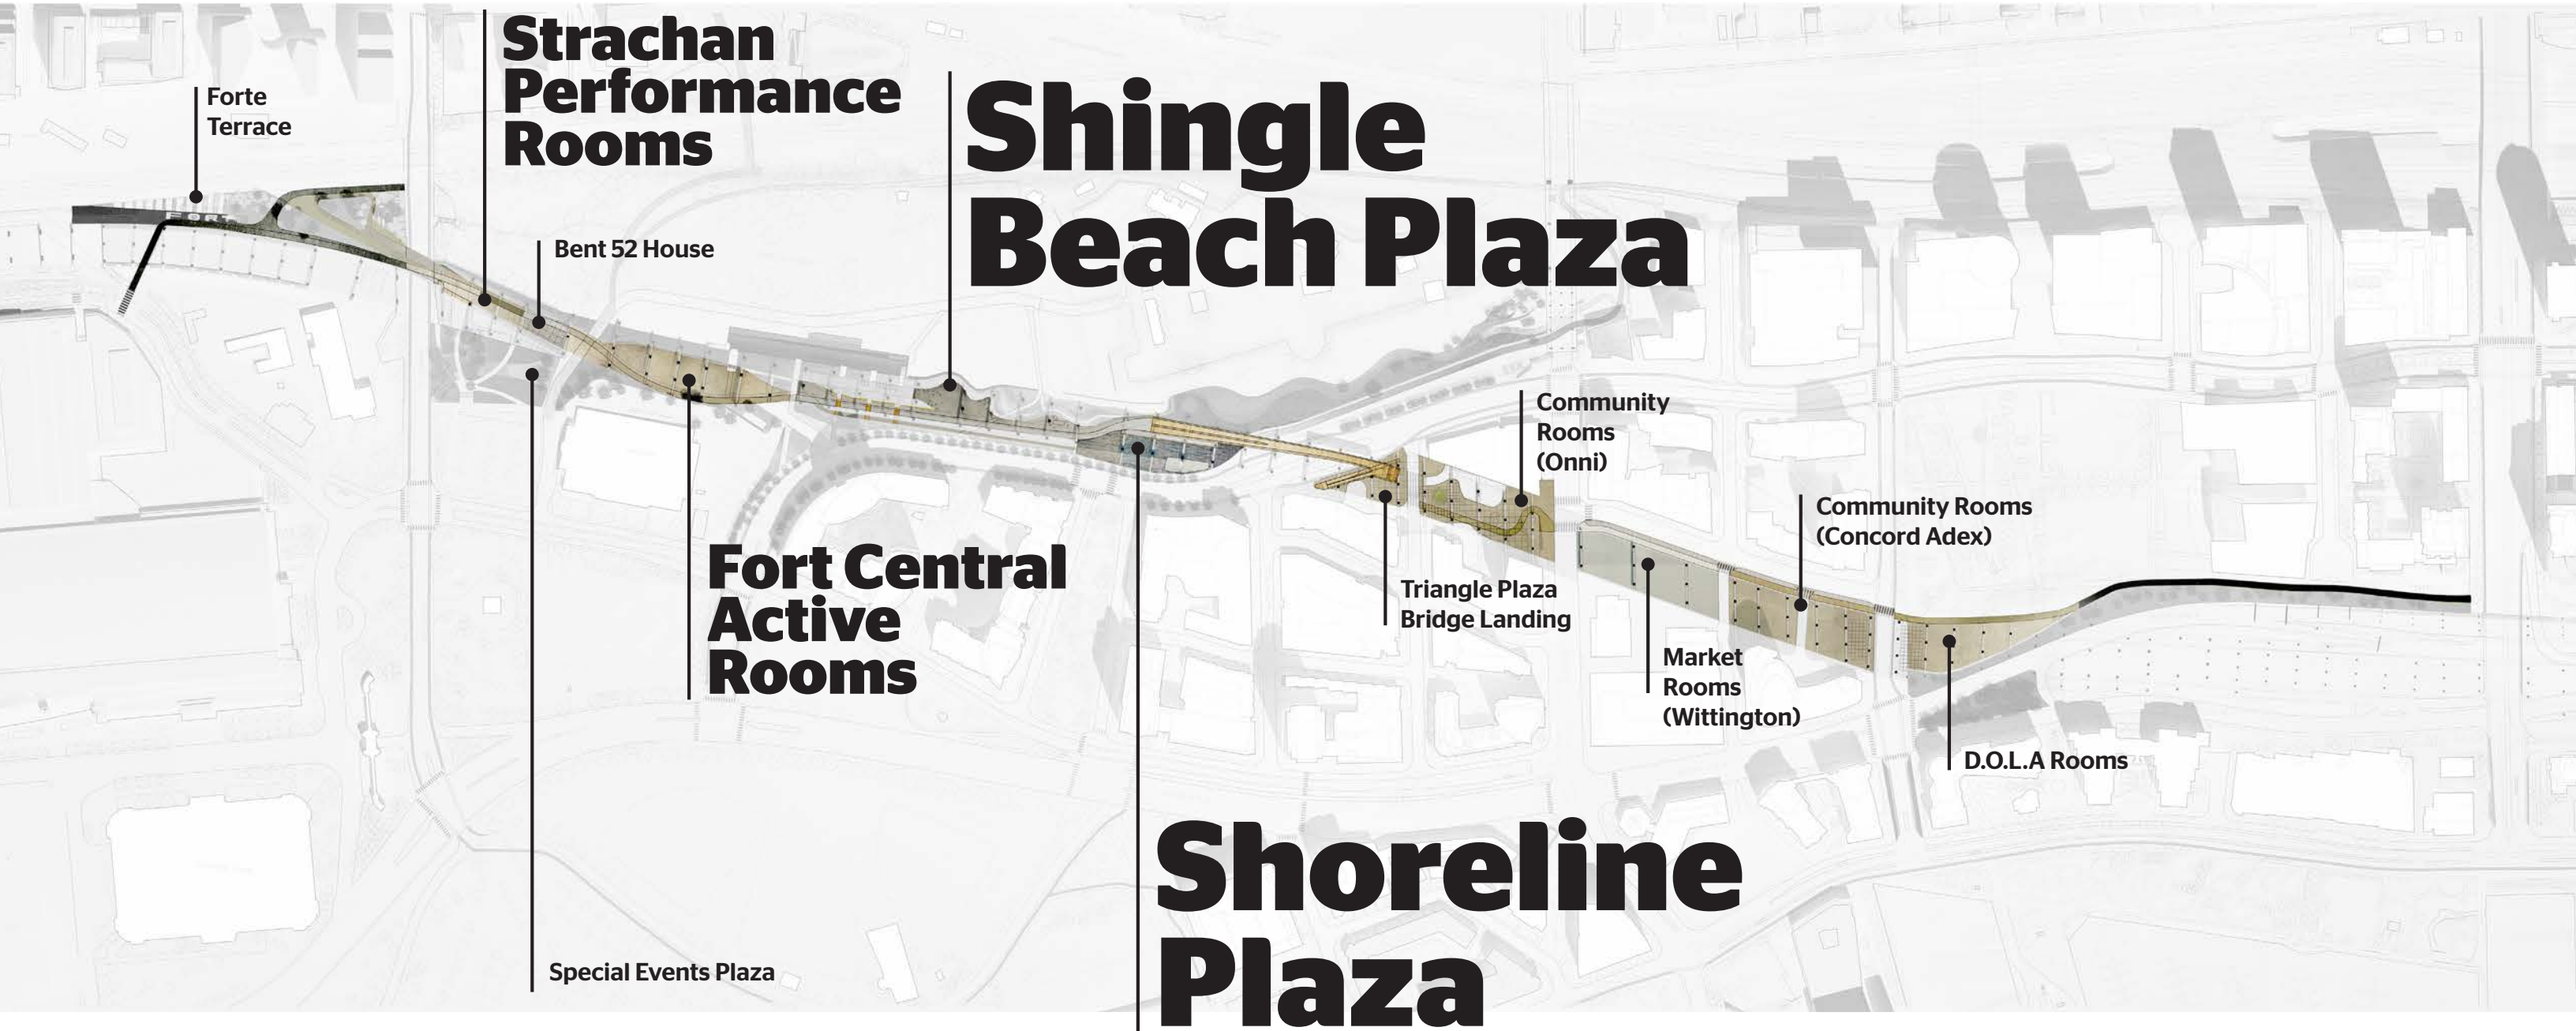 Strachan
Performance
Rooms
Forte
Terrace
Shingle
Beach Plaza
FORT
Bent 52 House
Community
Rooms
(Onni)
Community Rooms
(Concord Adex)
Fort Central
Active
Rooms
Triangle Plaza
Bridge Landing
Market
Rooms
(Wittington)
D.O.L.A Rooms
Shoreline
Plaza
Special Events Plaza